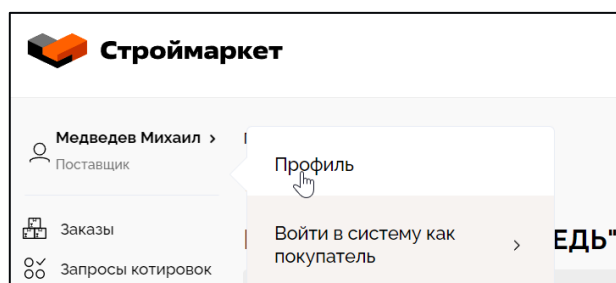 Строймаркет
Медведев Михаил >
Поставщик
Профиль
Войти в систему как
покупатель
Заказы
Запросы котировок
ЕДЬ"